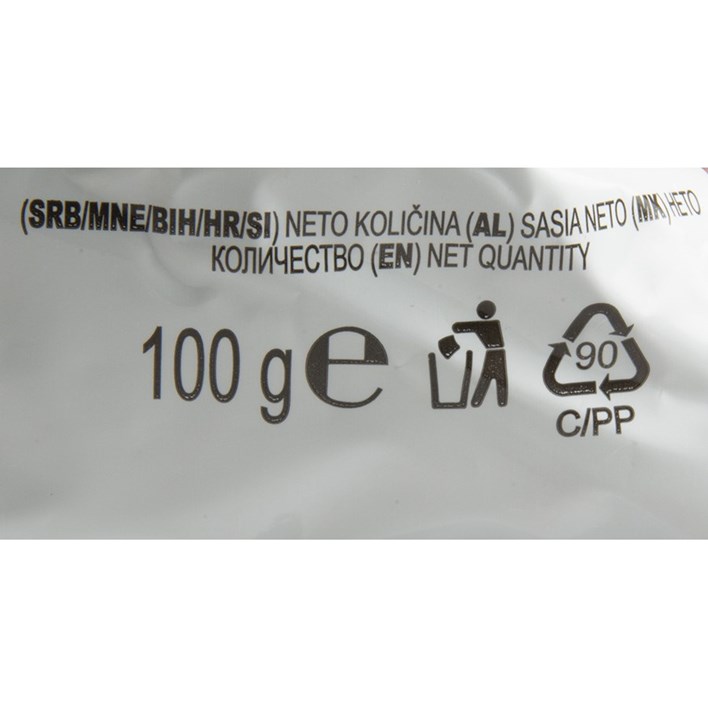 (SRB/MNE/BIH/HR/SI) NETO KOLIČINA (AL) SASIA NETO (MK) НЕТО
КОЛИЧЕСТВО (EN) NET QUANTITY
100 g ℮
90
C/PP